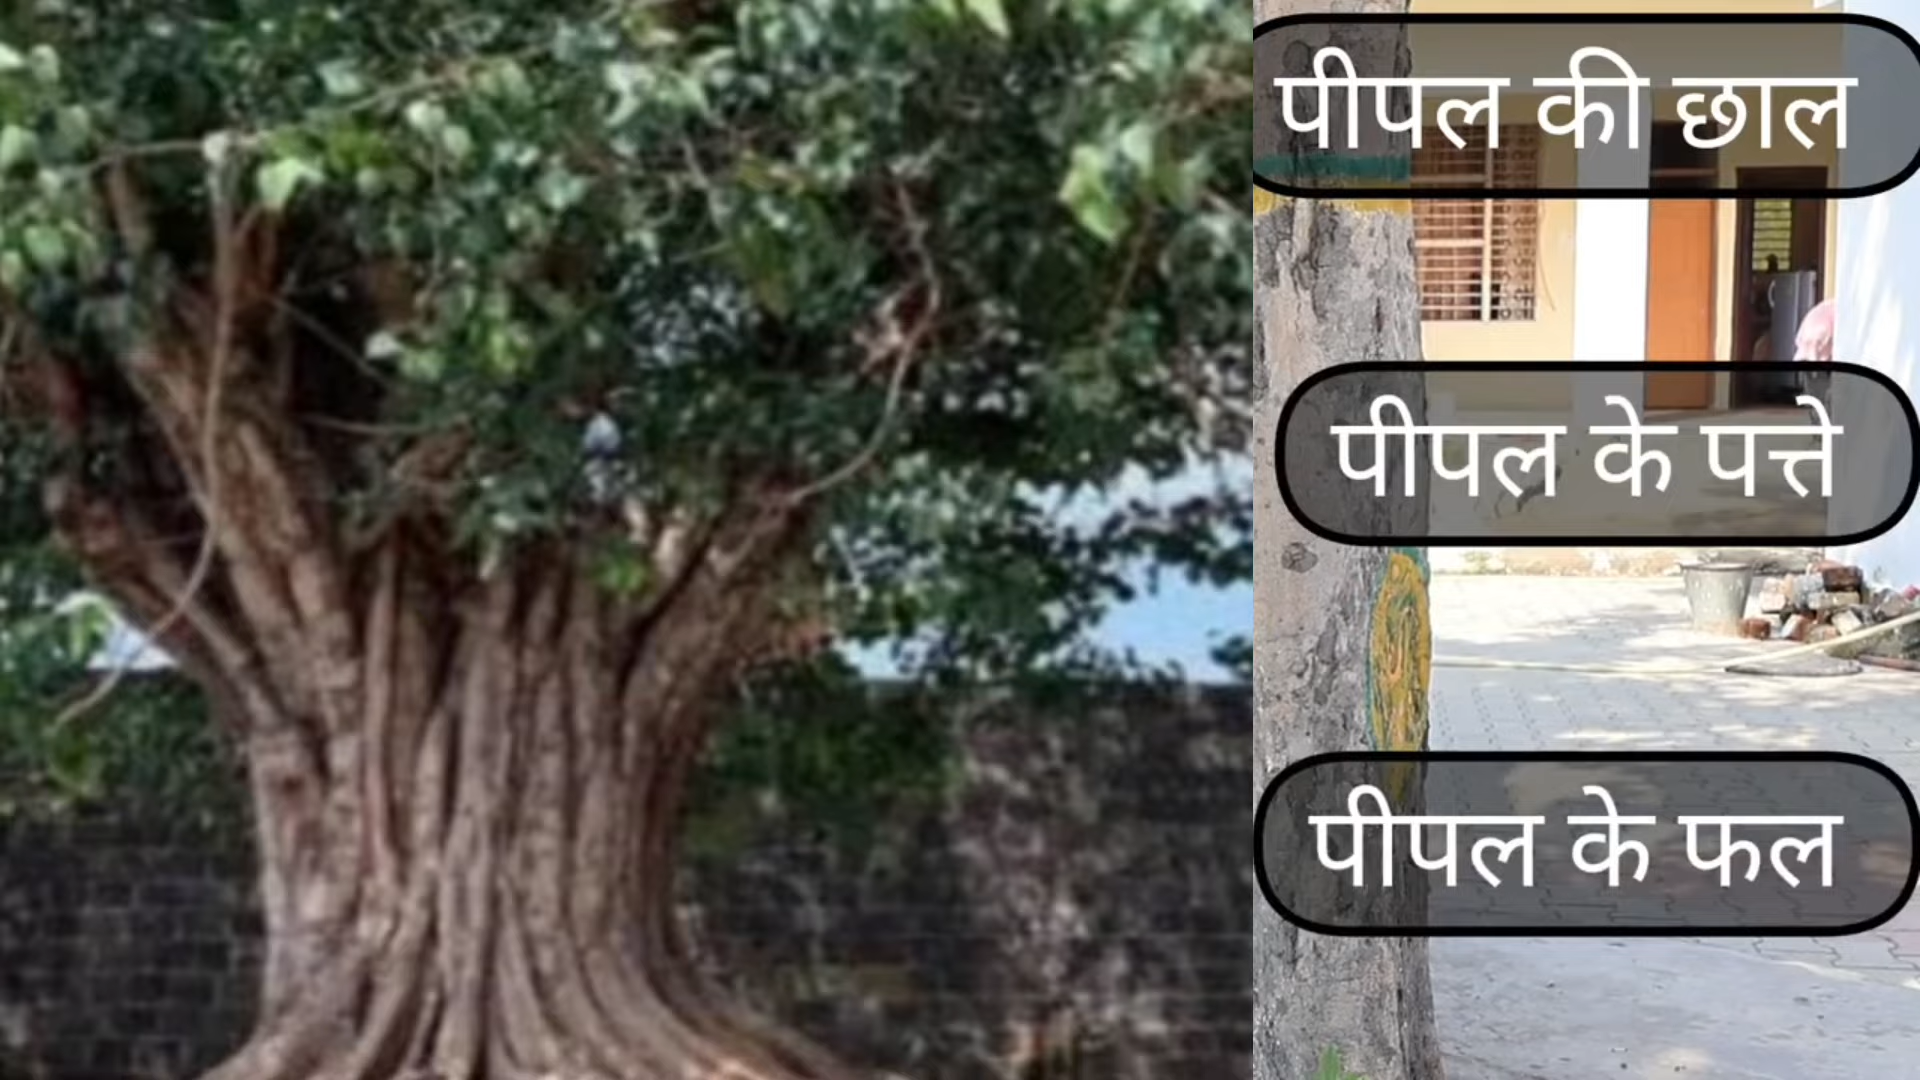 पीपल की छाल
पीपल के पत्ते
पीपल के फल